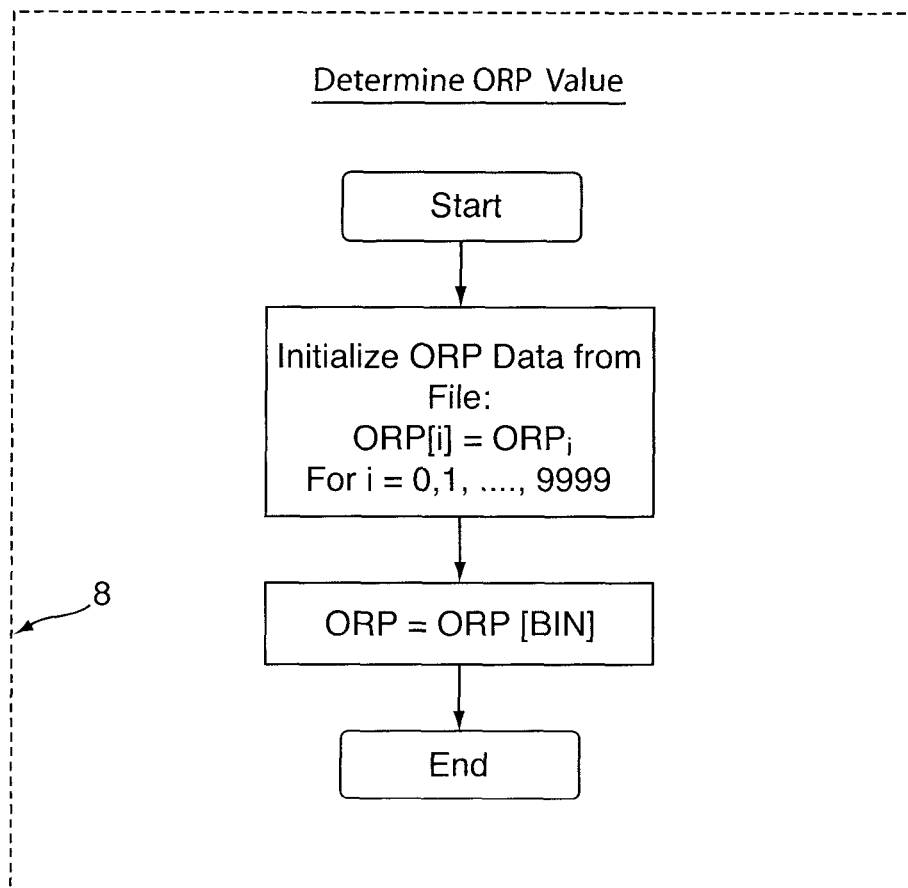 Determine ORP Value
Start
Initialize ORP Data from
File:
ORP[i] = ORPᵢ
For i = 0,1, ...., 9999
8
ORP = ORP [BIN]
End